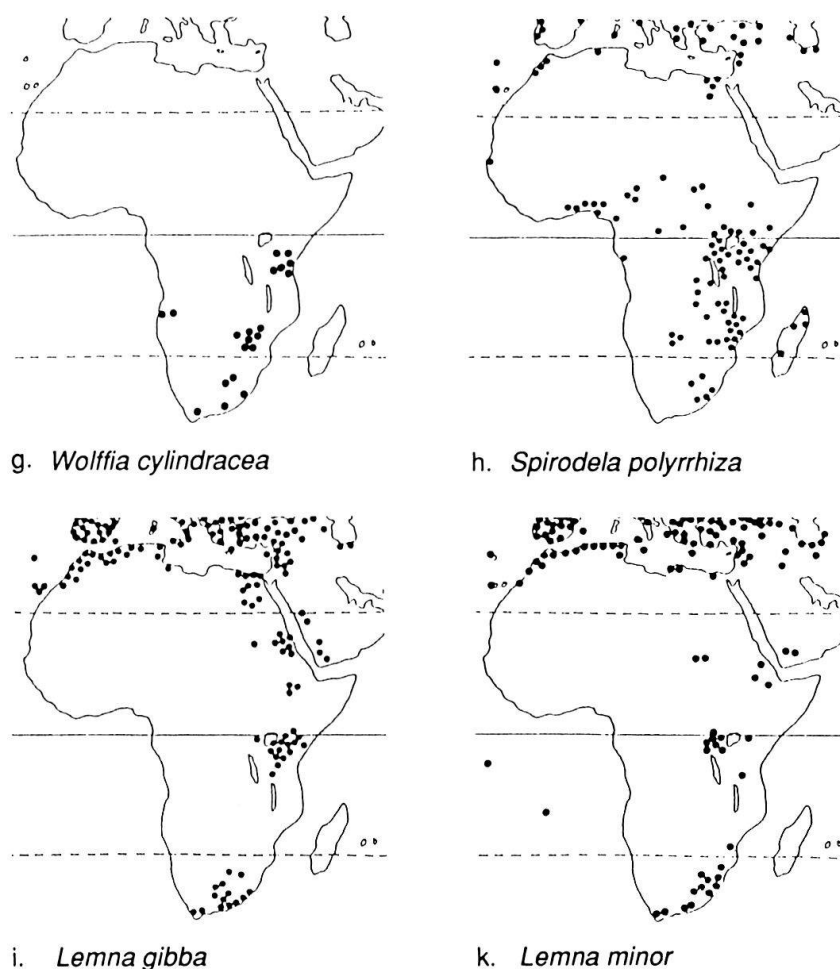 g. Wolffia cylindracea
h. Spirodela polyrrhiza
i. Lemna gibba
k. Lemna minor